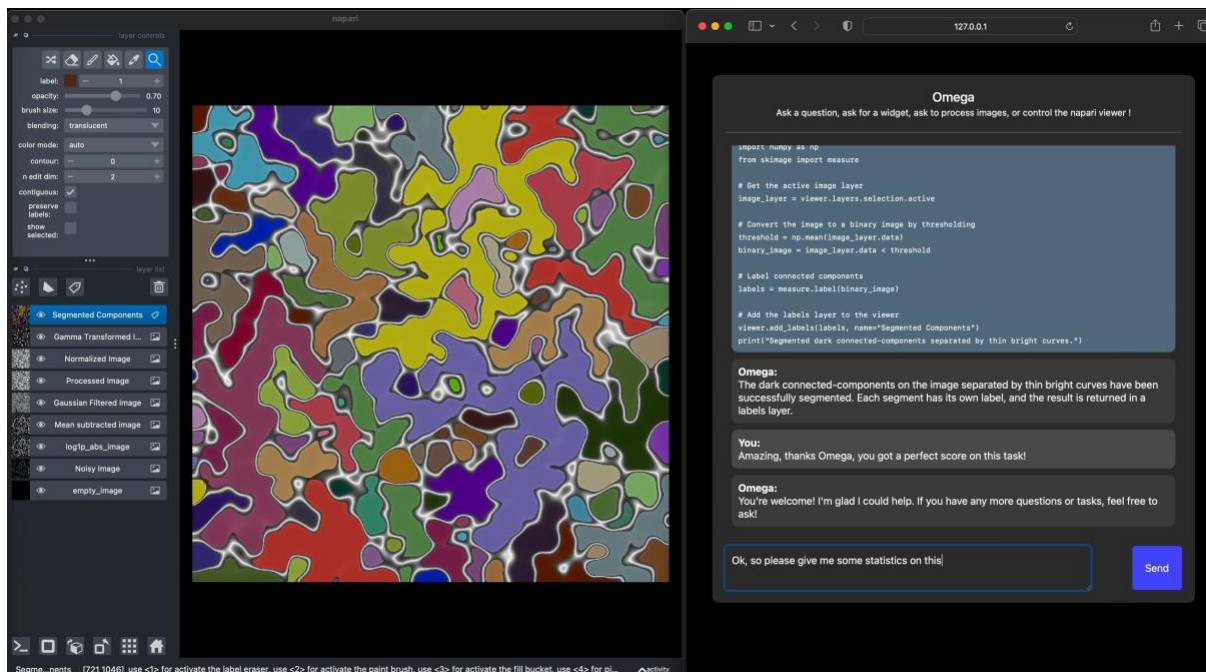 napari
layer controls
label:
1
opacity:
0.70
brush size:
10
blending:
translucent
color mode:
auto
contour:
0
n edit dim:
2
contiguous:
preserve
labels:
show
selected:
layer list
Segmented Components
Gamma Transformed I...
Normalized Image
Processed Image
Gaussian Filtered Image
Mean subtracted image
log1p_abs_image
Noisy Image
empty_image
Segme...nents [721 1046] use <1> for activate the label eraser, use <2> for activate the paint brush, use <3> for activate the fill bucket, use <4> for pi...
activity
127.0.0.1
Omega
Ask a question, ask for a widget, ask to process images, or control the napari viewer !
import numpy as np
from skimage import measure
# Get the active image layer
image_layer = viewer.layers.selection.active
# Convert the image to a binary image by thresholding
threshold = np.mean(image_layer.data)
binary_image = image_layer.data < threshold
# Label connected components
labels = measure.label(binary_image)
# Add the labels layer to the viewer
viewer.add_labels(labels, name="Segmented Components")
print("Segmented dark connected-components separated by thin bright curves.")
Omega:
The dark connected-components on the image separated by thin bright curves have been
successfully segmented. Each segment has its own label, and the result is returned in a
labels layer.
You:
Amazing, thanks Omega, you got a perfect score on this task!
Omega:
You're welcome! I'm glad I could help. If you have any more questions or tasks, feel free to
ask!
Ok, so please give me some statistics on this
Send